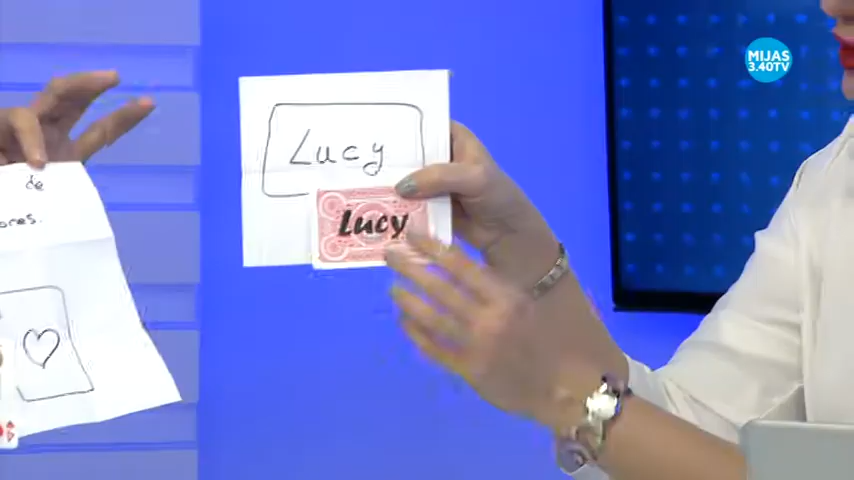 MIJAS
3.40TV
Lucy
Lucy
de
ores.